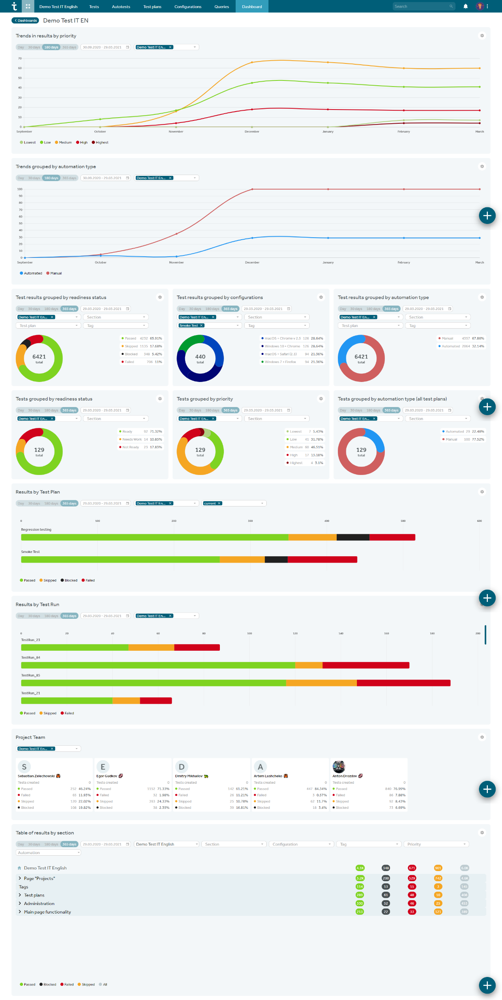 Demo Test IT English Tests Autotests Test plans Configurations Queries Dashboard Search
Dashboards Demo Test IT EN
Trends in results by priority
Day 30 days 180 days 365 days 30.09.2020 - 29.03.2021 Demo Test IT En... ×
70
60
50
40
30
20
10
0
September October November December January February March
Lowest Low Medium High Highest
Trends grouped by automation type
Day 30 days 180 days 365 days 30.09.2020 - 29.03.2021 Demo Test IT En... ×
100
90
80
70
60
50
40
30
20
10
0
September October November December January February March
Automated Manual
Test results grouped by readiness status
Day 30 days 180 days 365 days 29.03.2020 - 29.03.2021
Demo Test IT En... × Section
Test plan Tag
6421
total
Passed 4232 65.91%
Skipped 1135 17.68%
Blocked 348 5.42%
Failed 706 11%
Test results grouped by configurations
Day 30 days 180 days 365 days 29.03.2020 - 29.03.2021
Demo Test IT En... × Section
Smoke Test × Tag
440
total
macOS + Chrome v 2.5 126 28.64%
Windows 10 + Chrome 126 28.64%
macOS + Safari (2.1) 94 21.36%
Windows 7 + Firefox 94 21.36%
Test results grouped by automation type
Day 30 days 180 days 365 days 29.03.2020 - 29.03.2021
Demo Test IT En... × Section
Test plan Tag
6421
total
Manual 4357 67.86%
Automated 2064 32.14%
Tests grouped by readiness status
Day 30 days 180 days 365 days 29.03.2020 - 29.03.2021
Demo Test IT En... × Section
129
total
Ready 92 71.32%
Needs Work 14 10.85%
Not Ready 23 17.83%
Tests grouped by priority
Day 30 days 180 days 365 days 29.03.2020 - 29.03.2021
Demo Test IT En... × Section
129
total
Lowest 7 5.43%
Low 41 31.78%
Medium 60 46.51%
High 17 13.18%
Highest 4 3.1%
Tests grouped by automation type (all test plans)
Day 30 days 180 days 365 days 29.03.2020 - 29.03.2021
Demo Test IT En... × Section
129
total
Automated 29 22.48%
Manual 100 77.52%
Results by Test Plan
Day 30 days 180 days 365 days 29.03.2020 - 29.03.2021 Demo Test IT En... × current ×
0 100 200 300 400 500 600
Regression testing
Smoke Test
Passed Skipped Blocked Failed
Results by Test Run
Day 30 days 180 days 365 days 29.03.2020 - 29.03.2021 Demo Test IT En... ×
0 20 40 60 80 100 120 140 160 180 200
TestRun_23
TestRun_84
TestRun_85
TestRun_21
Passed Skipped Failed
Project Team
Demo Test IT En... ×
S
Sebastian Zelechowski
Tests created 0
Passed 252 46.24%
Failed 65 11.93%
Skipped 120 22.02%
Blocked 108 19.82%
E
Egor Gudkov
Tests created 0
Passed 1152 71.33%
Failed 32 1.98%
Skipped 393 24.33%
Blocked 38 2.35%
D
Dmitry Mikhailov
Tests created 0
Passed 142 61.21%
Failed 26 11.21%
Skipped 25 10.78%
Blocked 39 16.81%
A
Artem Lushcheko
Tests created 0
Passed 447 84.34%
Failed 3 0.57%
Skipped 62 11.7%
Blocked 18 3.4%
Anton Drozdov
Tests created 0
Passed 840 76.99%
Failed 86 7.88%
Skipped 92 8.43%
Blocked 73 6.69%
Table of results by section
Day 30 days 180 days 365 days 29.03.2020 - 29.03.2021 Demo Test IT English Section Configuration Tag Priority
Automation
Demo Test IT English 4.1K 348 671 901 6.0K
Page "Projects" 3.2K 200 529 742 4.6K
Tags 114 13 15 3 145
Test plans 289 61 48 10 408
Administration 330 52 46 25 453
Main page functionality 213 22 33 121 389
Passed Blocked Failed Skipped All